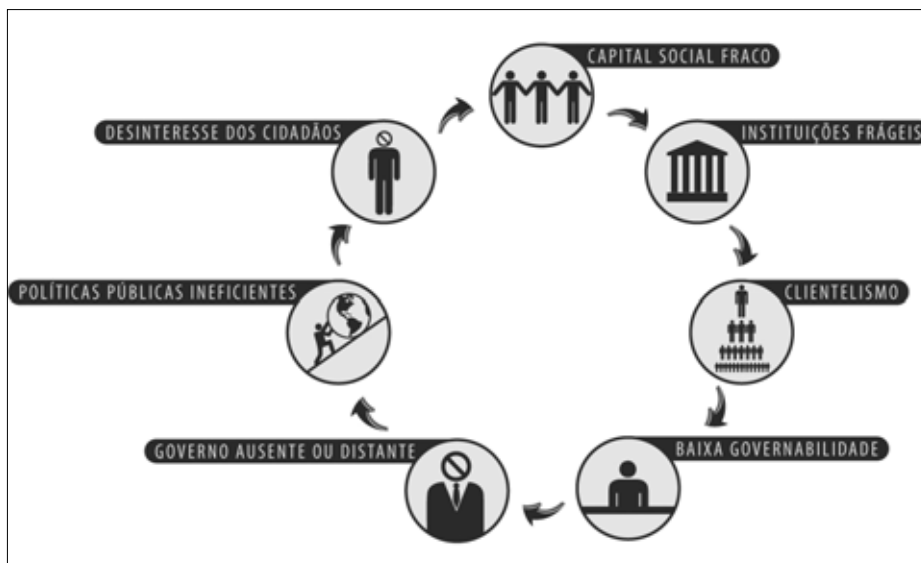 CAPITAL SOCIAL FRACO
DESINTERESSE DOS CIDADÃOS
INSTITUIÇÕES FRÁGEIS
POLÍTICAS PÚBLICAS INEFICIENTES
CLIENTELISMO
GOVERNO AUSENTE OU DISTANTE
BAIXA GOVERNABILIDADE